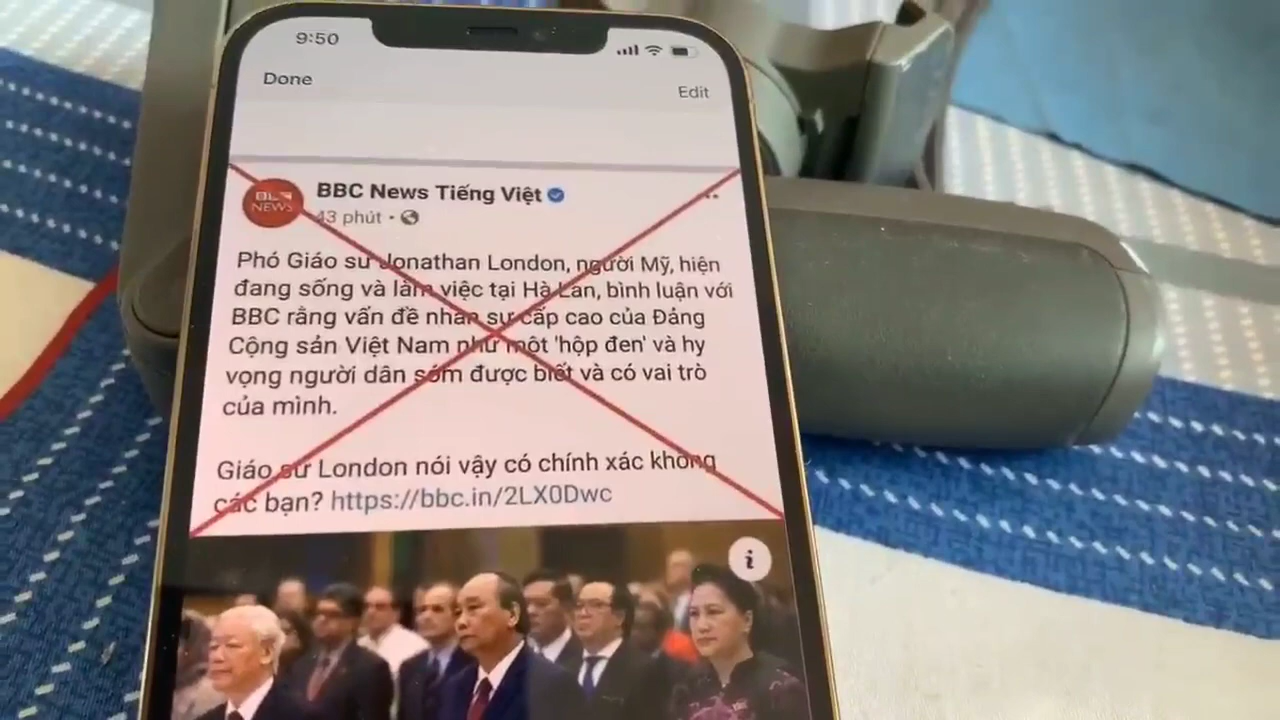 9:50
Done
Edit
NEWS
BBC News Tiếng Việt
43 phút
Phó Giáo sư Jonathan London, người Mỹ, hiện
đang sống và làm việc tại Hà Lan, bình luận với
BBC rằng vấn đề nhân sự cấp cao của Đảng
Cộng sản Việt Nam như một 'hộp đen' và hy
vọng người dân sớm được biết và có vai trò
của mình.
Giáo sư London nói vậy có chính xác không
các bạn? https://bbc.in/2LX0Dwc
i